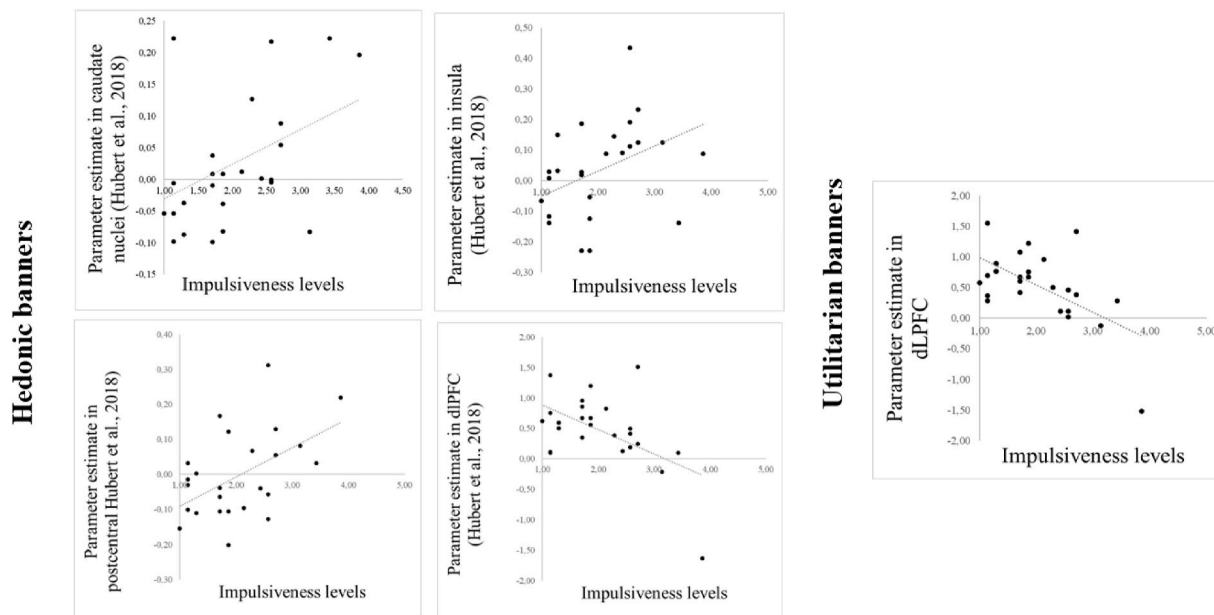 Hedonic banners
Parameter estimate in caudate
nuclei (Hubert et al., 2018)
0,25
0,20
0,15
0,10
0,05
0,00
-0,05
-0,10
-0,15
1,00 1,50 2,00 2,50 3,00 3,50 4,00 4,50
Impulsiveness levels
Parameter estimate in insula
(Hubert et al., 2018)
0,50
0,40
0,30
0,20
0,10
0,00
-0,10
-0,20
-0,30
1,00 2,00 3,00 4,00 5,00
Impulsiveness levels
Parameter estimate in
postcentral Hubert et al., 2018)
0,40
0,30
0,20
0,10
0,00
-0,10
-0,20
-0,30
1,00 2,00 3,00 4,00 5,00
Impulsiveness levels
Parameter estimate in dlPFC
(Hubert et al., 2018)
2,00
1,50
1,00
0,50
0,00
-0,50
-1,00
-1,50
-2,00
1,00 2,00 3,00 4,00 5,00
Impulsiveness levels
Utilitarian banners
Parameter estimate in
dLPFC
2,00
1,50
1,00
0,50
0,00
-0,50
-1,00
-1,50
-2,00
1,00 2,00 3,00 4,00 5,00
Impulsiveness levels